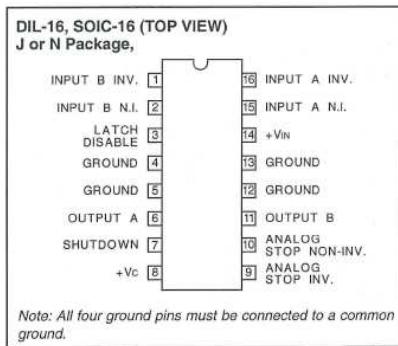 DIL-16, SOIC-16 (TOP VIEW)
J or N Package,
INPUT B INV. 1
16 INPUT A INV.
INPUT B N.I. 2
15 INPUT A N.I.
LATCH
DISABLE 3
14 +VIN
GROUND 4
13 GROUND
GROUND 5
12 GROUND
OUTPUT A 6
11 OUTPUT B
SHUTDOWN 7
10 ANALOG
STOP NON-INV.
+VC 8
9 ANALOG
STOP INV.
Note: All four ground pins must be connected to a common
ground.